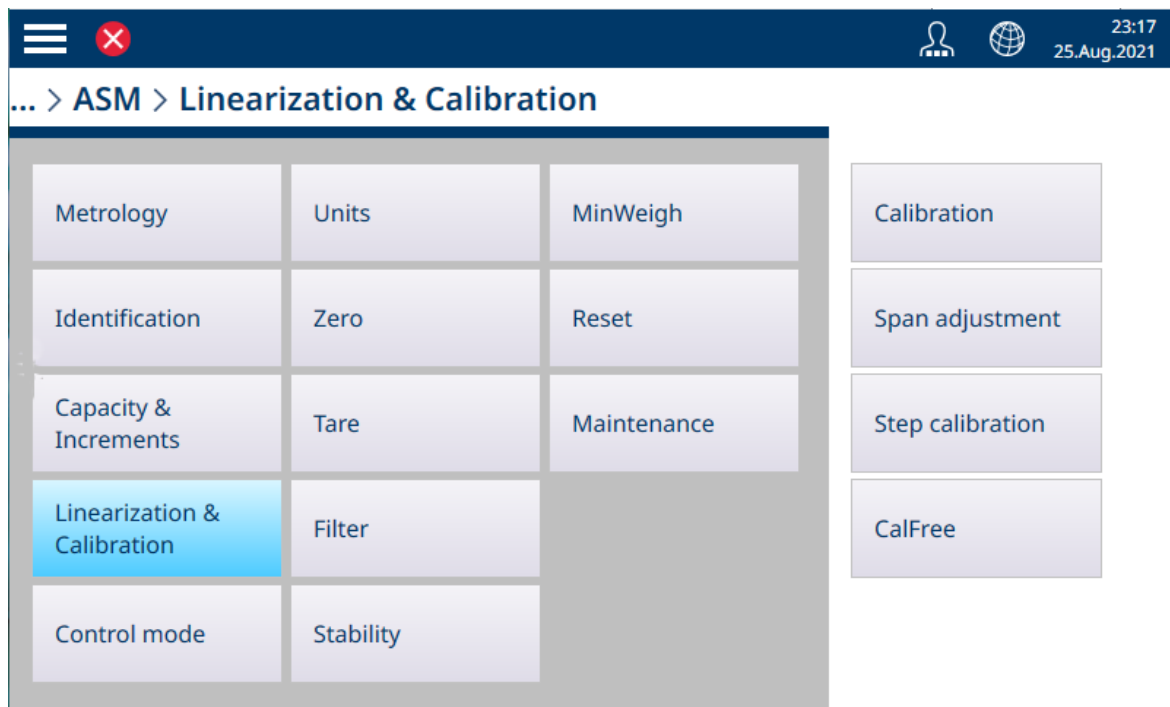 23:17
25.Aug.2021
... > ASM > Linearization & Calibration
Metrology
Units
MinWeigh
Calibration
Identification
Zero
Reset
Span adjustment
Capacity &
Increments
Tare
Maintenance
Step calibration
Linearization &
Calibration
Filter
CalFree
Control mode
Stability